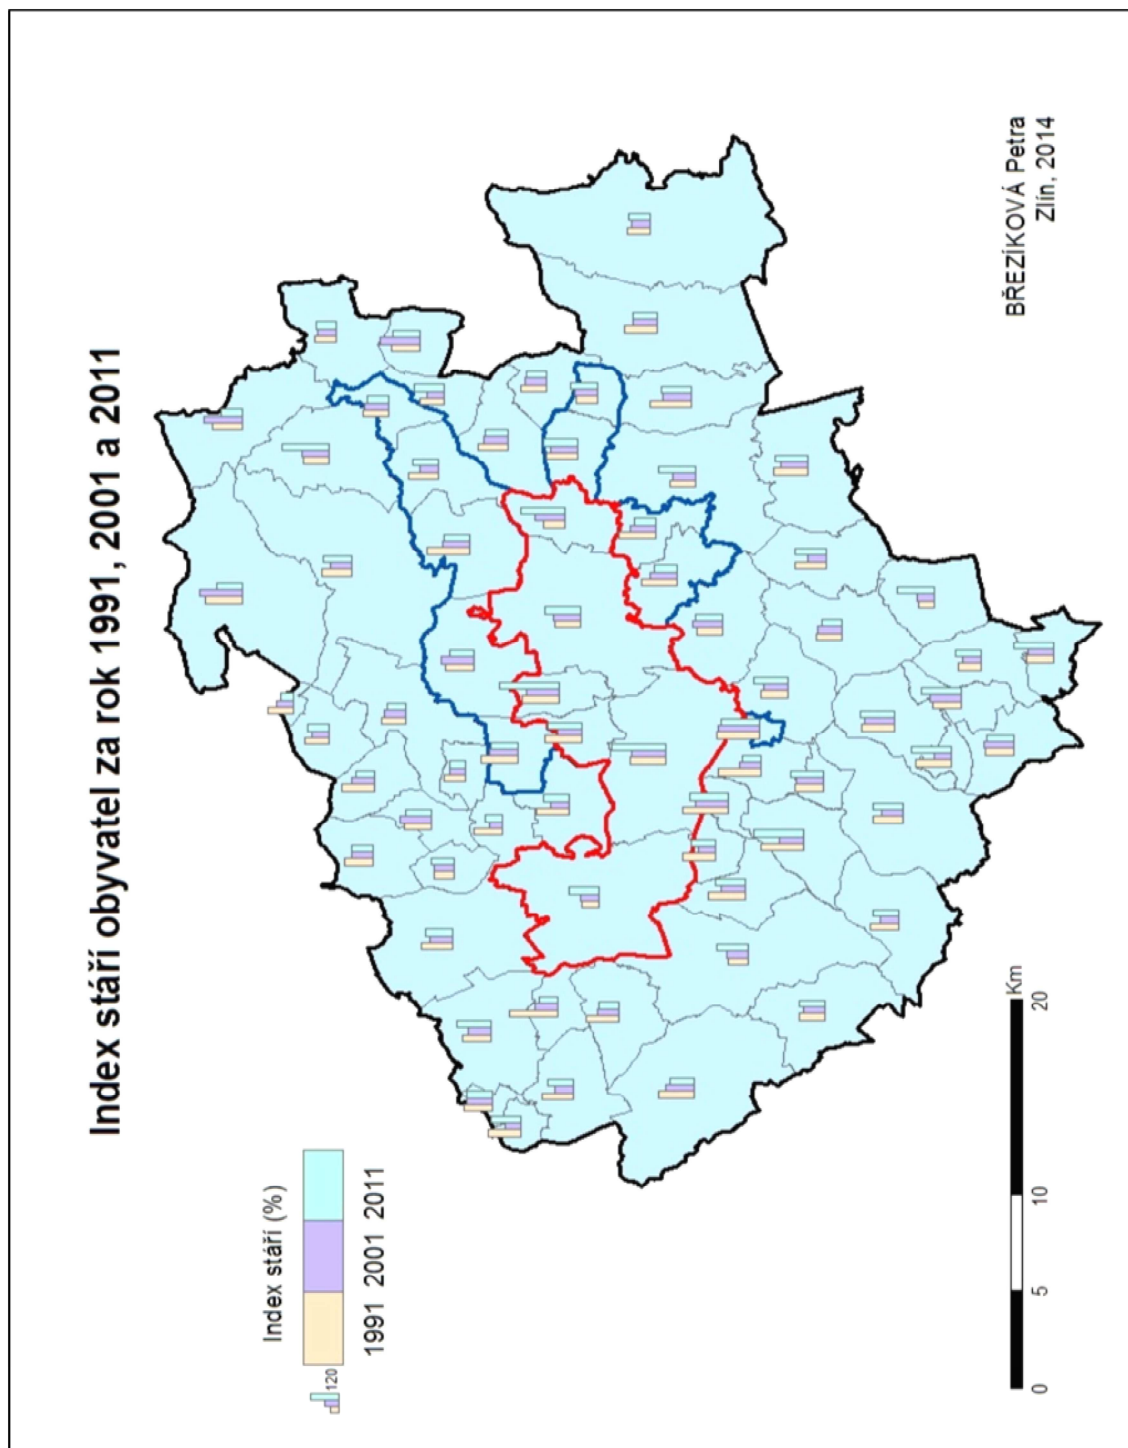 Index stáří obyvatel za rok 1991, 2001 a 2011
Index stáří (%)
120
1991 2001 2011
0 5 10 20
Km
BŘEZÍKOVÁ Petra
Zlín, 2014